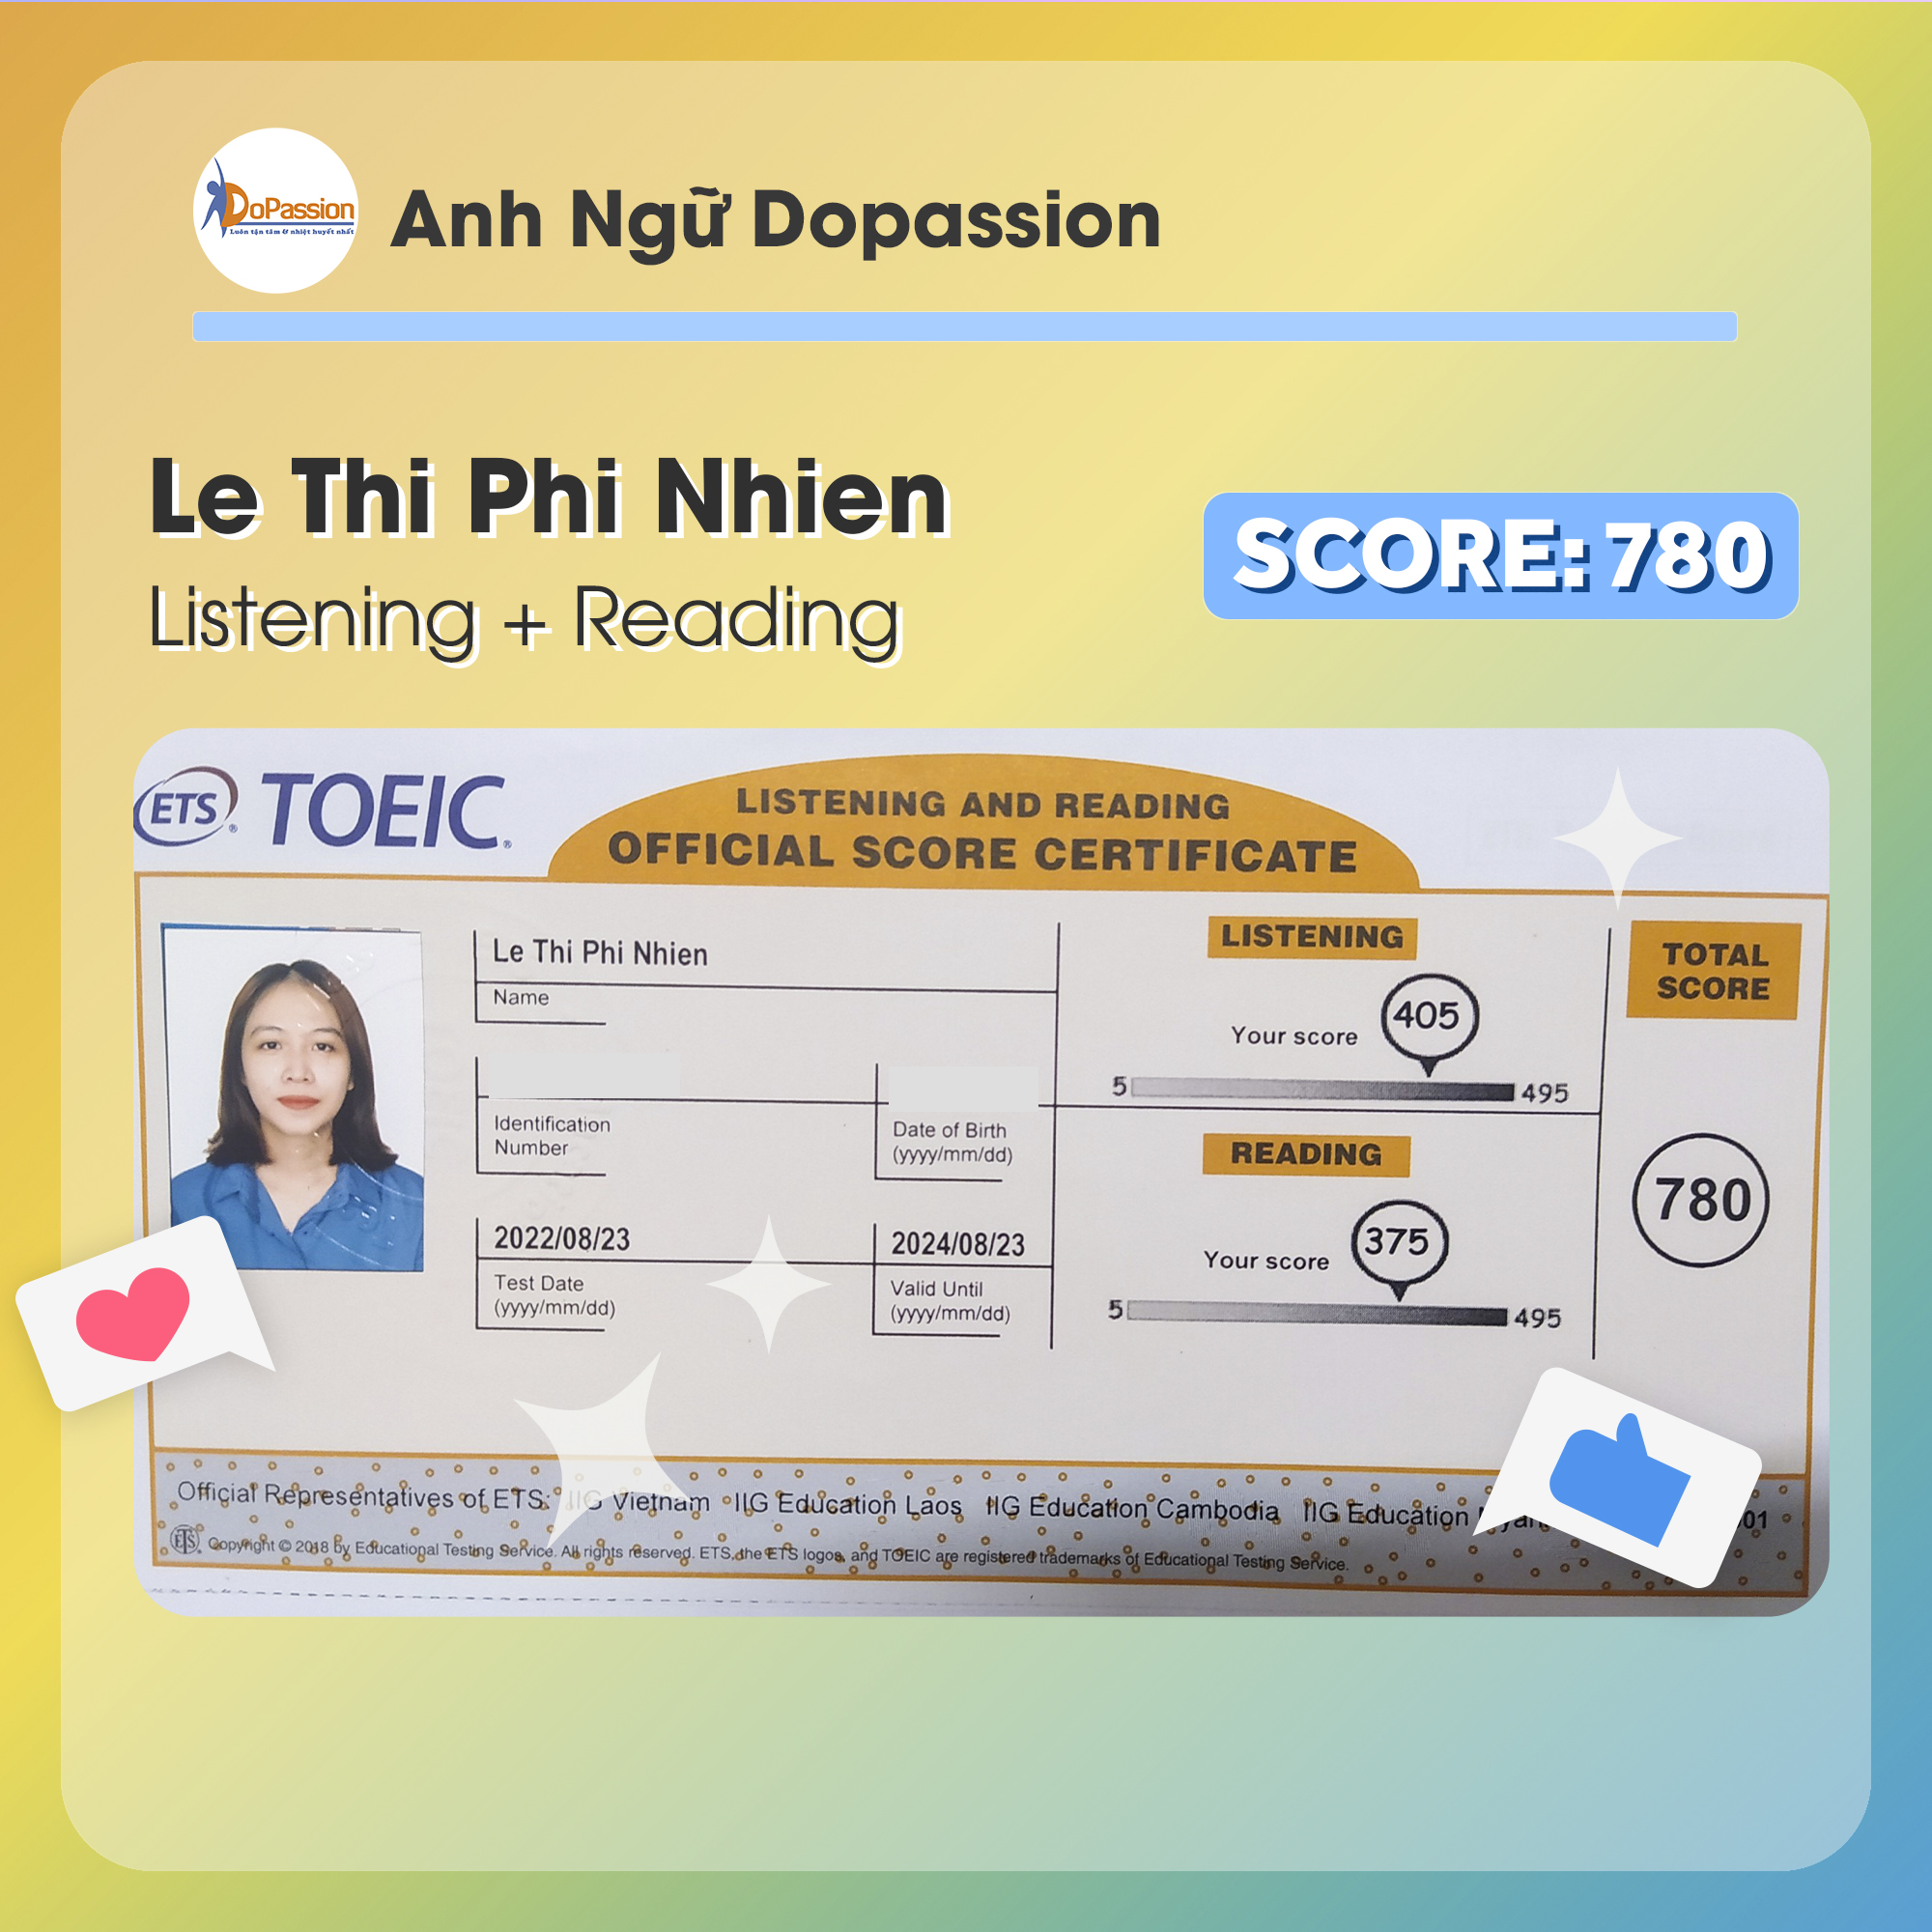 DoPassion
Luôn tận tâm & nhiệt huyết nhất
Anh Ngữ Dopassion
Le Thi Phi Nhien
Listening + Reading
SCORE: 780
ETS® TOEIC®
LISTENING AND READING
OFFICIAL SCORE CERTIFICATE
Le Thi Phi Nhien
Name
Identification
Number
Date of Birth
(yyyy/mm/dd)
2022/08/23
Test Date
(yyyy/mm/dd)
2024/08/23
Valid Until
(yyyy/mm/dd)
LISTENING
Your score 405
5 495
READING
Your score 375
5 495
TOTAL
SCORE
780
Official Representatives of ETS: IIG Vietnam IIG Education Laos IIG Education Cambodia IIG Education 01
ETS Copyright © 2018 by Educational Testing Service. All rights reserved. ETS, the ETS logos, and TOEIC are registered trademarks of Educational Testing Service.